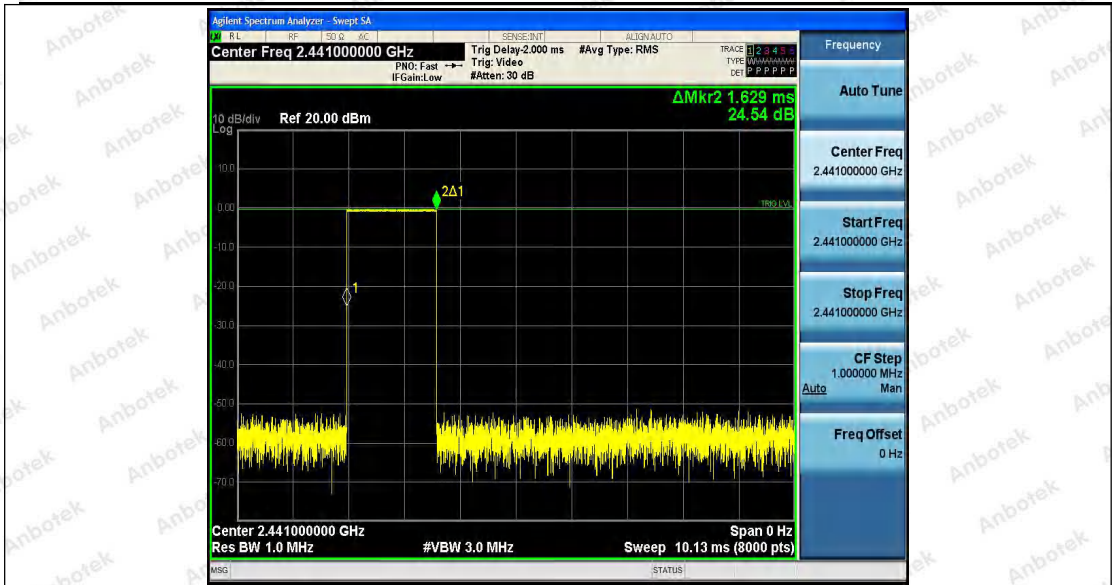 Agilent Spectrum Analyzer - Swept SA
RL RF 50 Ω AC SENSE:INT ALIGNAUTO
Center Freq 2.441000000 GHz
PNO: Fast
IFGain:Low
Trig Delay-2.000 ms
Trig: Video
#Atten: 30 dB
#Avg Type: RMS
TRACE 1 2 3 4 5 6
TYPE
DET P P P P P P
ΔMkr2 1.629 ms
24.54 dB
10 dB/div Ref 20.00 dBm
Log
10.0
0.00
-10.0
-20.0
-30.0
-40.0
-50.0
-60.0
-70.0
2Δ1
TRIG LVL
1
Center 2.441000000 GHz Span 0 Hz
Res BW 1.0 MHz #VBW 3.0 MHz Sweep 10.13 ms (8000 pts)
MSG STATUS
Frequency
Auto Tune
Center Freq
2.441000000 GHz
Start Freq
2.441000000 GHz
Stop Freq
2.441000000 GHz
CF Step
1.000000 MHz
Auto Man
Freq Offset
0 Hz
Anbotek